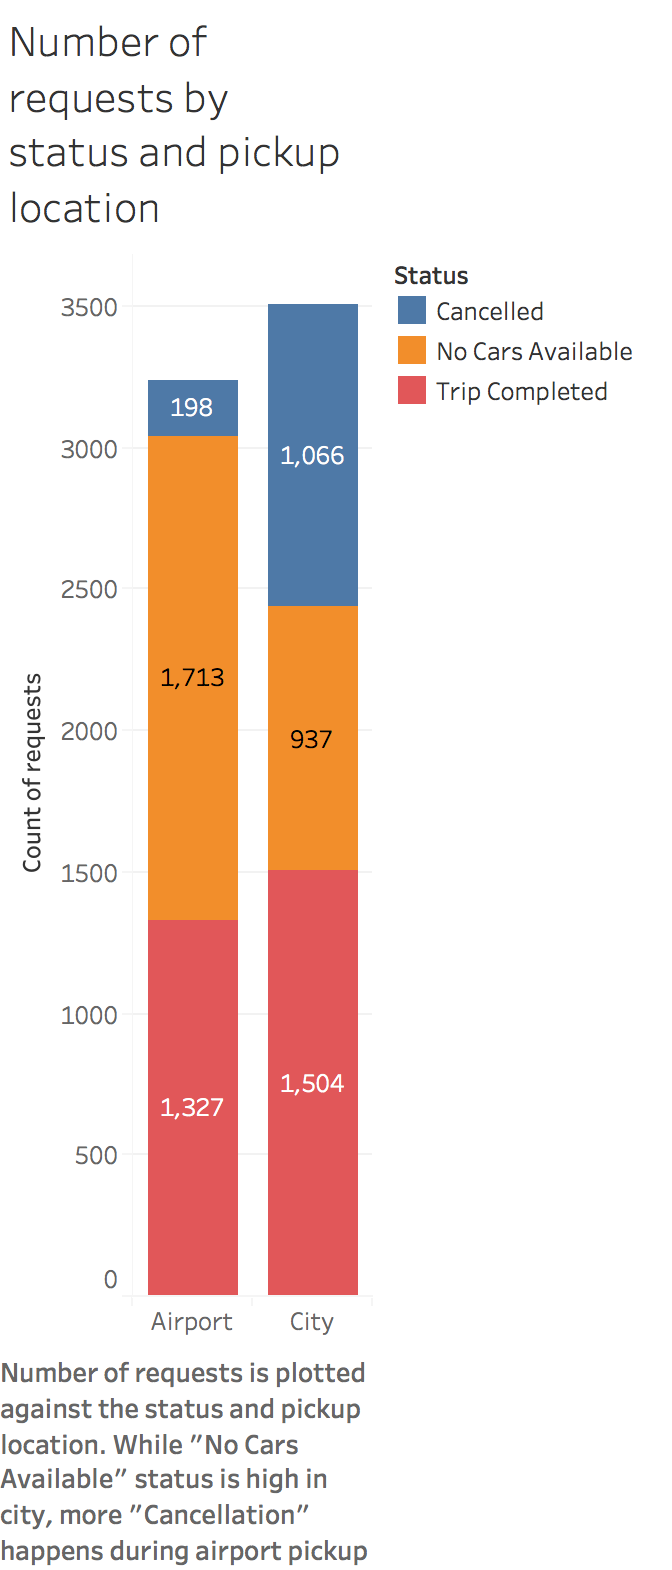 Number of
requests by
status and pickup
location
Status
Cancelled
No Cars Available
Trip Completed
Count of requests
3500
3000
2500
2000
1500
1000
500
0
198
1,713
1,327
1,066
937
1,504
Airport
City
Number of requests is plotted
against the status and pickup
location. While ”No Cars
Available” status is high in
city, more ”Cancellation”
happens during airport pickup